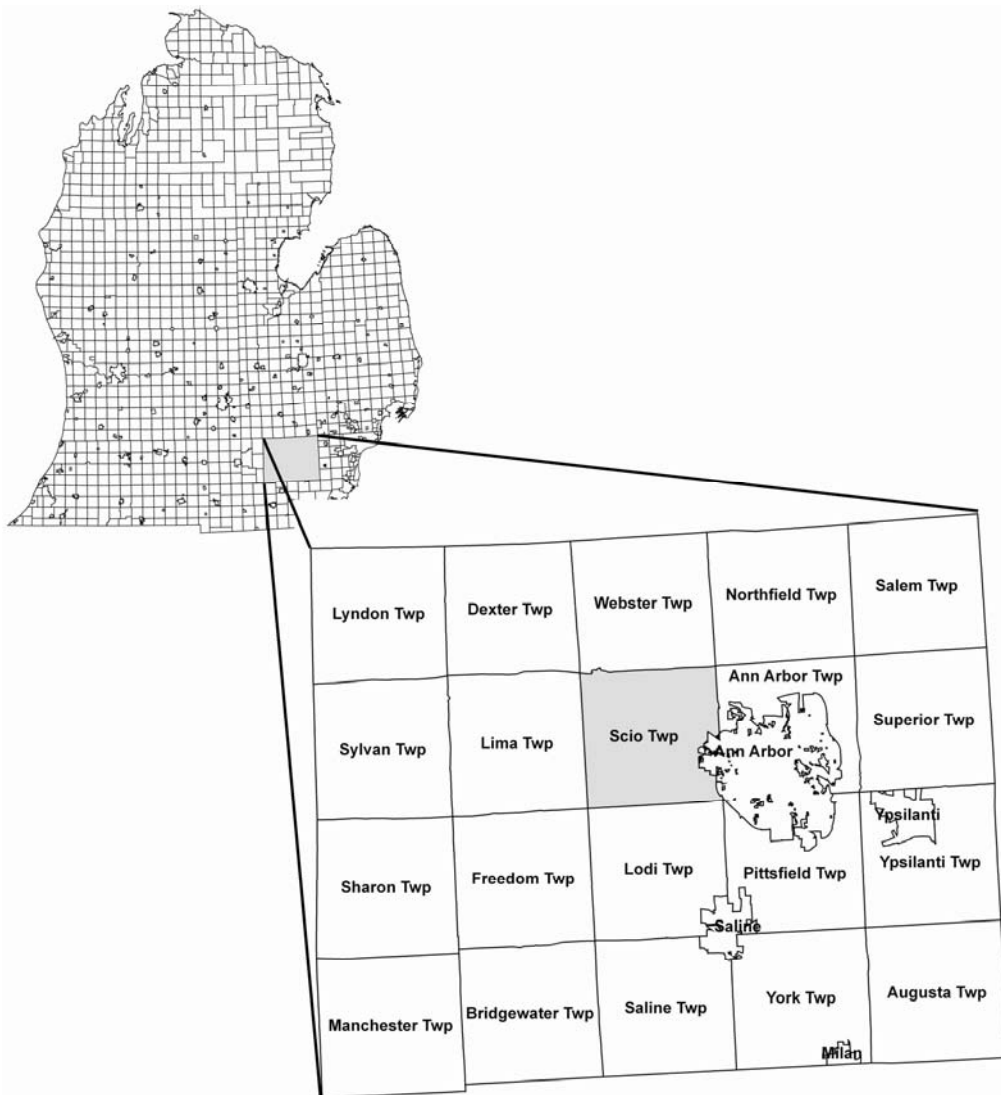 Lyndon Twp
Dexter Twp
Webster Twp
Northfield Twp
Salem Twp
Sylvan Twp
Lima Twp
Scio Twp
Ann Arbor Twp
Ann Arbor
Superior Twp
Ypsilanti
Sharon Twp
Freedom Twp
Lodi Twp
Pittsfield Twp
Ypsilanti Twp
Saline
Manchester Twp
Bridgewater Twp
Saline Twp
York Twp
Augusta Twp
Milan